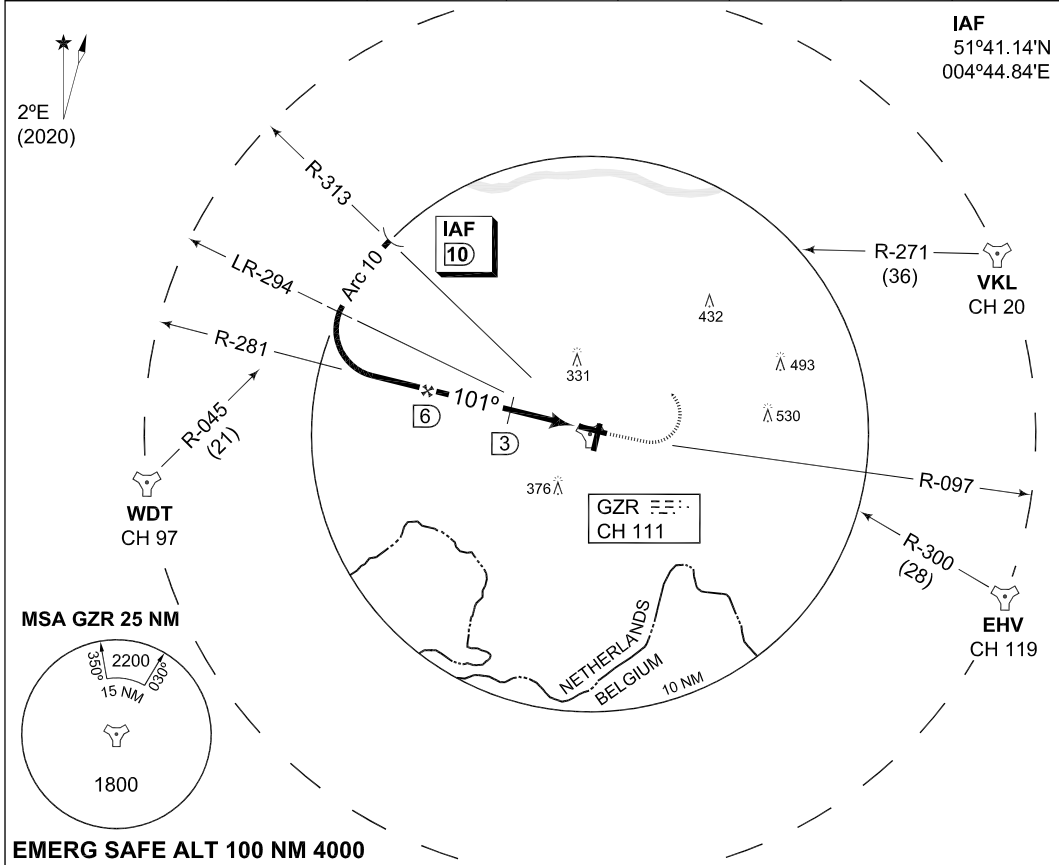 IAF
51º41.14'N
004º44.84'E
2ºE
(2020)
R-313
IAF
10
Arc 10
LR-294
R-281
R-271
(36)
VKL
CH 20
432
331
493
530
101º
6
3
R-045
(21)
WDT
CH 97
376
GZR
CH 111
R-097
R-300
(28)
EHV
CH 119
NETHERLANDS
BELGIUM
10 NM
MSA GZR 25 NM
2200
350º
030º
15 NM
1800
EMERG SAFE ALT 100 NM 4000